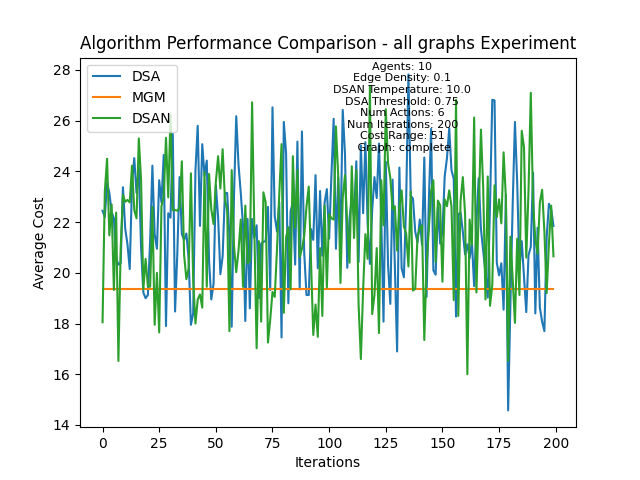 Algorithm Performance Comparison - all graphs Experiment
DSA
MGM
DSAN
Agents: 10
Edge Density: 0.1
DSAN Temperature: 10.0
DSA Threshold: 0.75
Num Actions: 6
Num Iterations: 200
Cost Range: 51
Graph: complete
Average Cost
28
26
24
22
20
18
16
14
0 25 50 75 100 125 150 175 200
Iterations